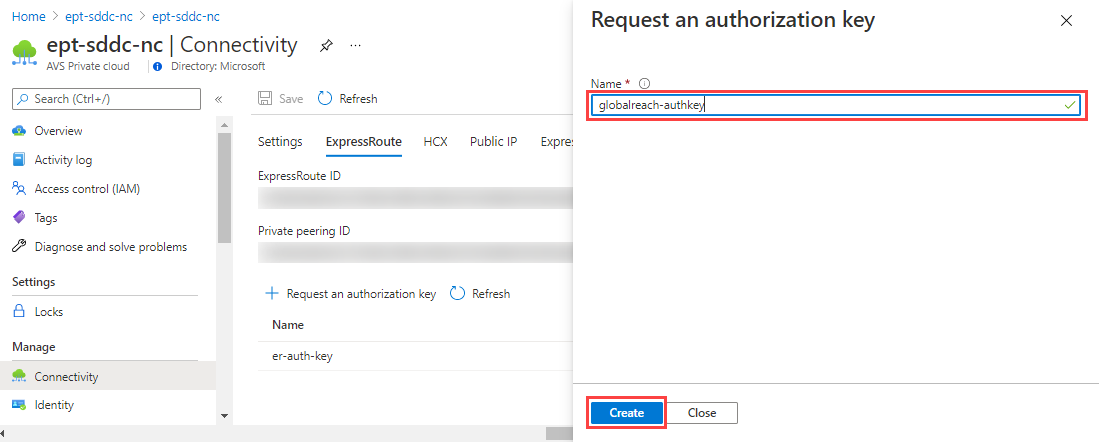 Home > ept-sddc-nc > ept-sddc-nc
ept-sddc-nc | Connectivity
AVS Private cloud
Directory: Microsoft
Search (Ctrl+/)
Overview
Activity log
Access control (IAM)
Tags
Diagnose and solve problems
Settings
Locks
Manage
Connectivity
Identity
Save
Refresh
Settings
ExpressRoute
HCX
Public IP
Expres
ExpressRoute ID
Private peering ID
Request an authorization key
Refresh
Name
er-auth-key
Request an authorization key
Name *
globalreach-authkey
Create
Close